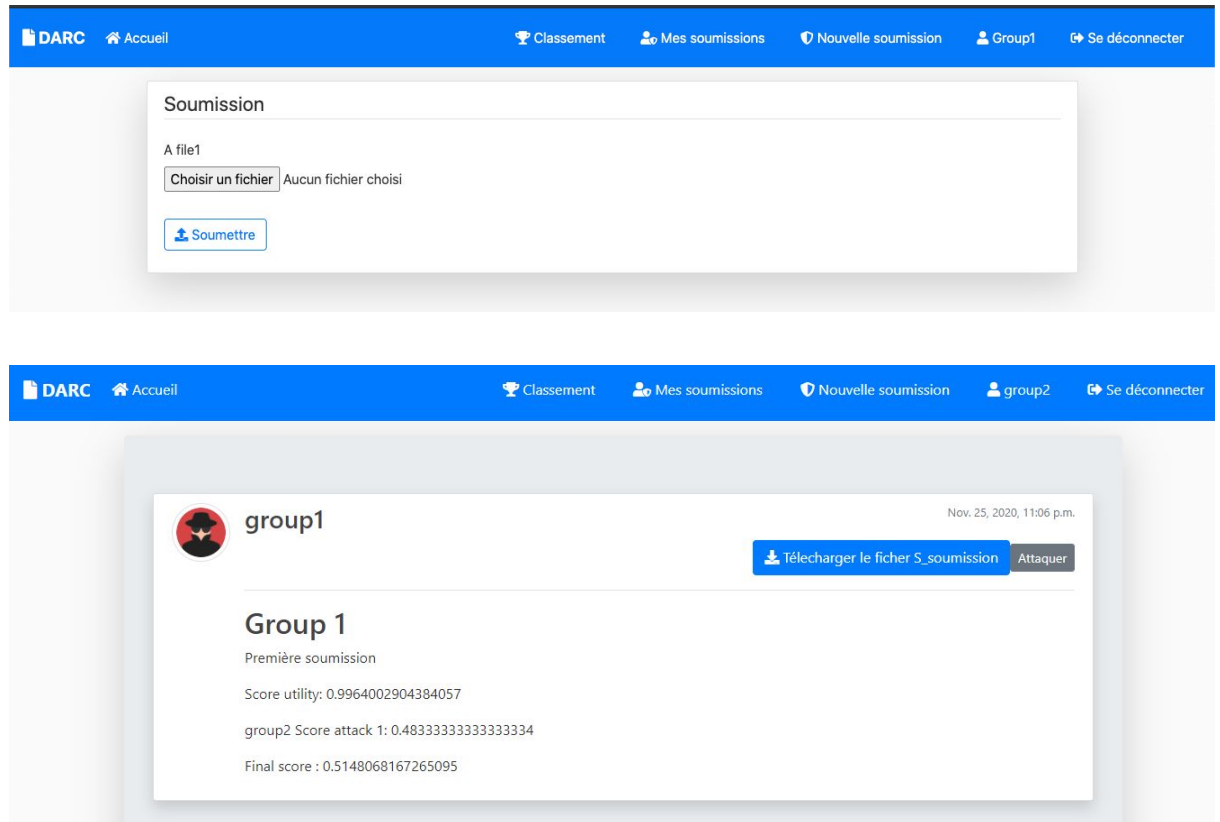 DARC Accueil Classement Mes soumissions Nouvelle soumission Group1 Se déconnecter
Soumission
A file1
Choisir un fichier Aucun fichier choisi
Soumettre
DARC Accueil Classement Mes soumissions Nouvelle soumission group2 Se déconnecter
group1
Nov. 25, 2020, 11:06 p.m.
Télecharger le ficher S_soumission Attaquer
Group 1
Première soumission
Score utility: 0.9964002904384057
group2 Score attack 1: 0.48333333333333334
Final score : 0.5148068167265095